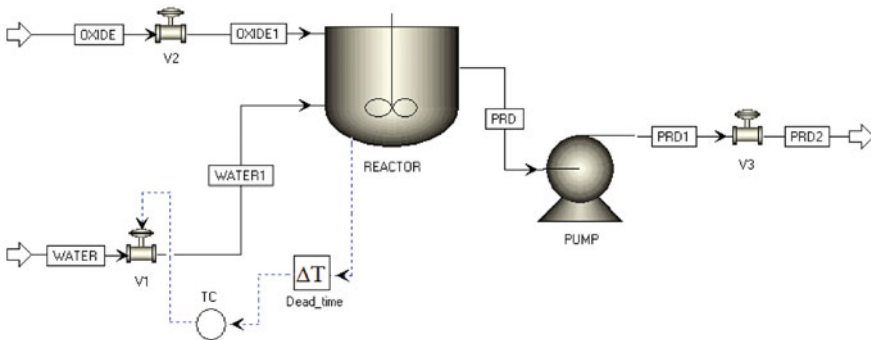 OXIDE
V2
OXIDE1
REACTOR
PRD
PRD1
V3
PRD2
PUMP
WATER1
WATER
V1
TC
ΔT
Dead_time